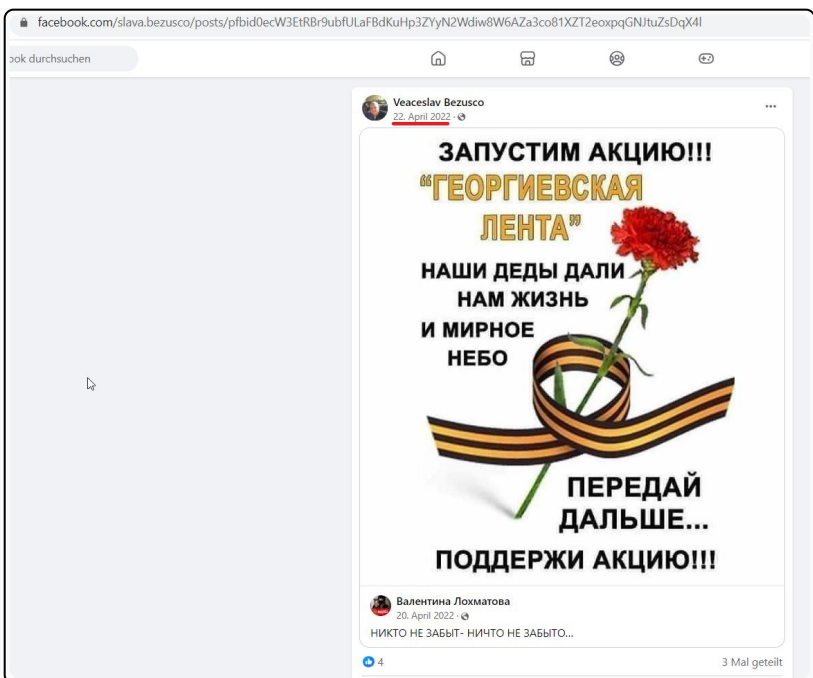 facebook.com/slava.bezusco/posts/pfbid0ecW3EtRBr9ubfULaFBdKuHp3ZYyN2Wdiw8W6AZa3co81XZT2eoxpqGNJtuZsDqX4l
ook durchsuchen
Veaceslav Bezusco
22. April 2022
ЗАПУСТИМ АКЦИЮ!!!
“ГЕОРГИЕВСКАЯ
ЛЕНТА”
НАШИ ДЕДЫ ДАЛИ
НАМ ЖИЗНЬ
И МИРНОЕ
НЕБО
ПЕРЕДАЙ
ДАЛЬШЕ...
ПОДДЕРЖИ АКЦИЮ!!!
Валентина Лохматова
20. April 2022
НИКТО НЕ ЗАБЫТ- НИЧТО НЕ ЗАБЫТО...
4
3 Mal geteilt